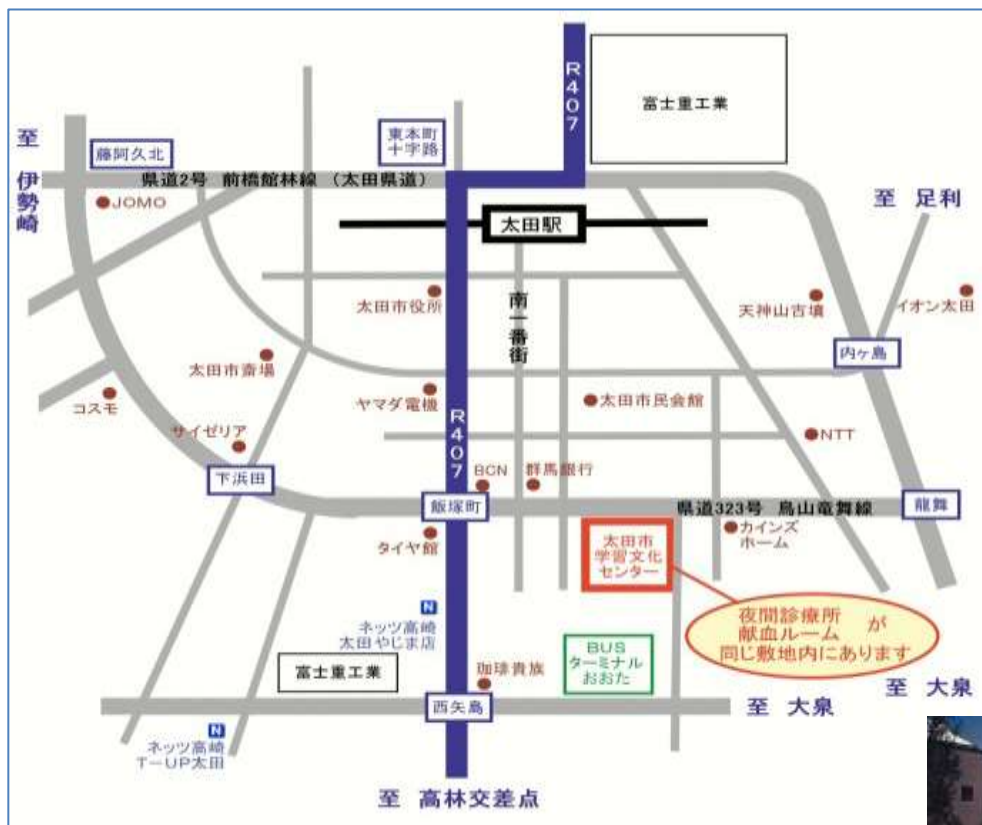 R407
富士重工業
至
伊勢崎
藤阿久北
東本町
十字路
県道2号 前橋館林線 (太田県道)
JOMO
太田駅
至 足利
太田市役所
南一番街
天神山古墳
イオン太田
内ヶ島
太田市斎場
コスモ
ヤマダ電機
太田市民会館
サイゼリア
R407
NTT
下浜田
BCN
群馬銀行
飯塚町
県道323号 鳥山竜舞線
龍舞
タイヤ館
太田市
学習文化
センター
カインズ
ホーム
夜間診療所
献血ルーム が
同じ敷地内にあります
N
ネッツ高崎
太田やじま店
BUS
ターミナル
おおた
富士重工業
珈琲貴族
至 大泉
西矢島
至 大泉
N
ネッツ高崎
T-UP太田
至 高林交差点